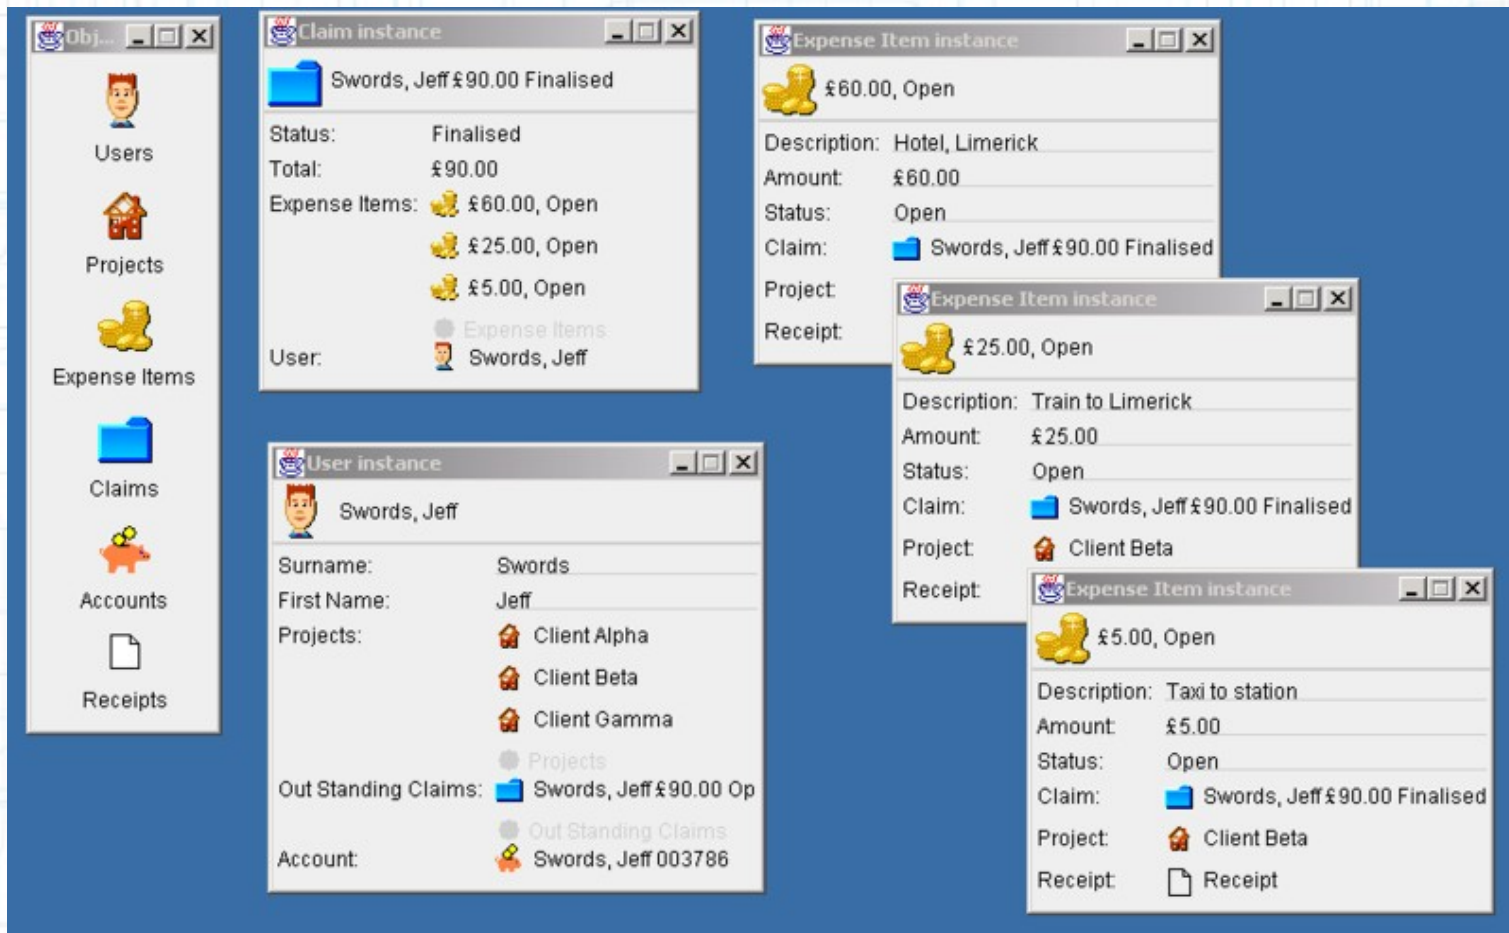 Obj...
Users
Projects
Expense Items
Claims
Accounts
Receipts
Claim instance
Swords, Jeff £90.00 Finalised
Status: Finalised
Total: £90.00
Expense Items: £60.00, Open
£25.00, Open
£5.00, Open
Expense Items
User: Swords, Jeff
User instance
Swords, Jeff
Surname: Swords
First Name: Jeff
Projects: Client Alpha
Client Beta
Client Gamma
Projects
Out Standing Claims: Swords, Jeff £90.00 Op
Out Standing Claims
Account: Swords, Jeff 003786
Expense Item instance
£60.00, Open
Description: Hotel, Limerick
Amount: £60.00
Status: Open
Claim: Swords, Jeff £90.00 Finalised
Project:
Receipt:
Expense Item instance
£25.00, Open
Description: Train to Limerick
Amount: £25.00
Status: Open
Claim: Swords, Jeff £90.00 Finalised
Project: Client Beta
Receipt:
Expense Item instance
£5.00, Open
Description: Taxi to station
Amount: £5.00
Status: Open
Claim: Swords, Jeff £90.00 Finalised
Project: Client Beta
Receipt: Receipt